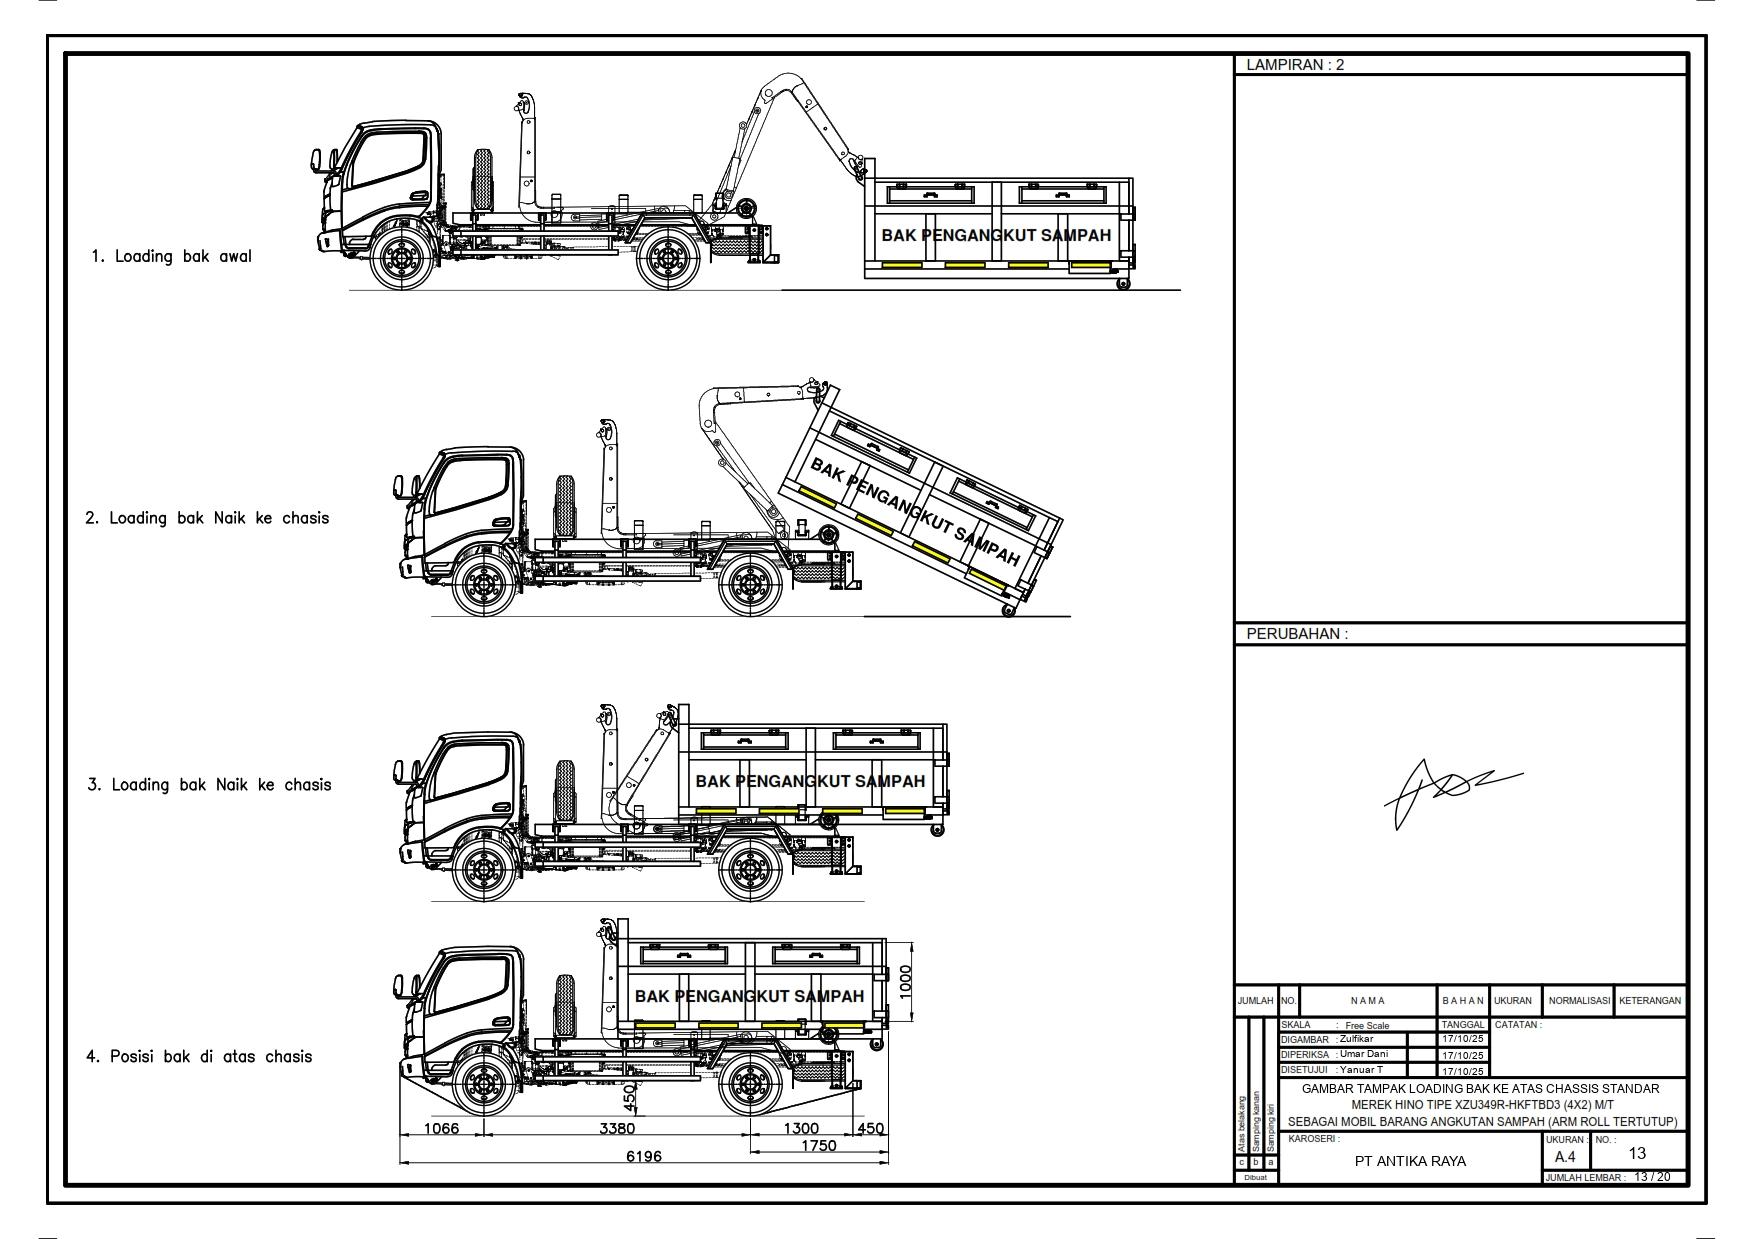 LAMPIRAN : 2
BAK PENGANGKUT SAMPAH
1. Loading bak awal
BAK PENGANGKUT SAMPAH
2. Loading bak Naik ke chasis
PERUBAHAN :
BAK PENGANGKUT SAMPAH
3. Loading bak Naik ke chasis
1000
BAK PENGANGKUT SAMPAH
4. Posisi bak di atas chasis
450
1066 3380 1300 450
1750
6196
JUMLAH NO. NAMA BAHAN UKURAN NORMALISASI KETERANGAN
SKALA : Free Scale TANGGAL CATATAN :
DIGAMBAR : Zulfikar 17/10/25
DIPERIKSA : Umar Dani 17/10/25
DISETUJUI : Yanuar T 17/10/25
GAMBAR TAMPAK LOADING BAK KE ATAS CHASSIS STANDAR
MEREK HINO TIPE XZU349R-HKFTBD3 (4X2) M/T
SEBAGAI MOBIL BARANG ANGKUTAN SAMPAH (ARM ROLL TERTUTUP)
Atas belakang
Samping kanan
Samping kiri
c b a
Dibuat
KAROSERI :
PT ANTIKA RAYA
UKURAN : NO. :
A.4 13
JUMLAH LEMBAR : 13 / 20